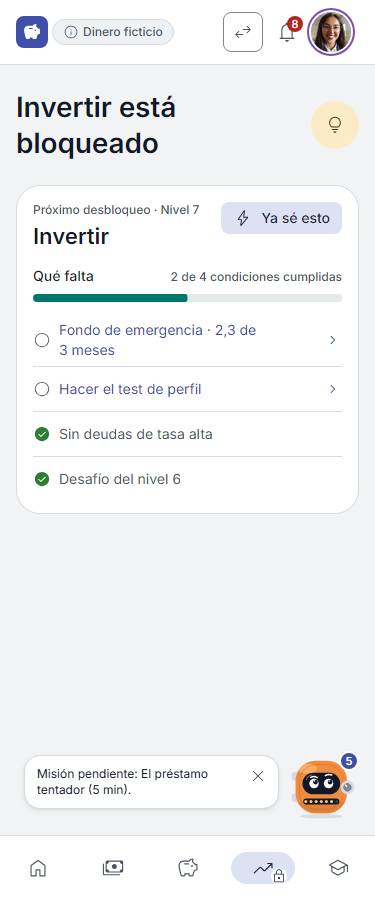 Dinero ficticio
8
Invertir está
bloqueado
Próximo desbloqueo · Nivel 7
Ya sé esto
Invertir
Qué falta
2 de 4 condiciones cumplidas
Fondo de emergencia · 2,3 de
3 meses
Hacer el test de perfil
Sin deudas de tasa alta
Desafío del nivel 6
Misión pendiente: El préstamo
tentador (5 min).
5